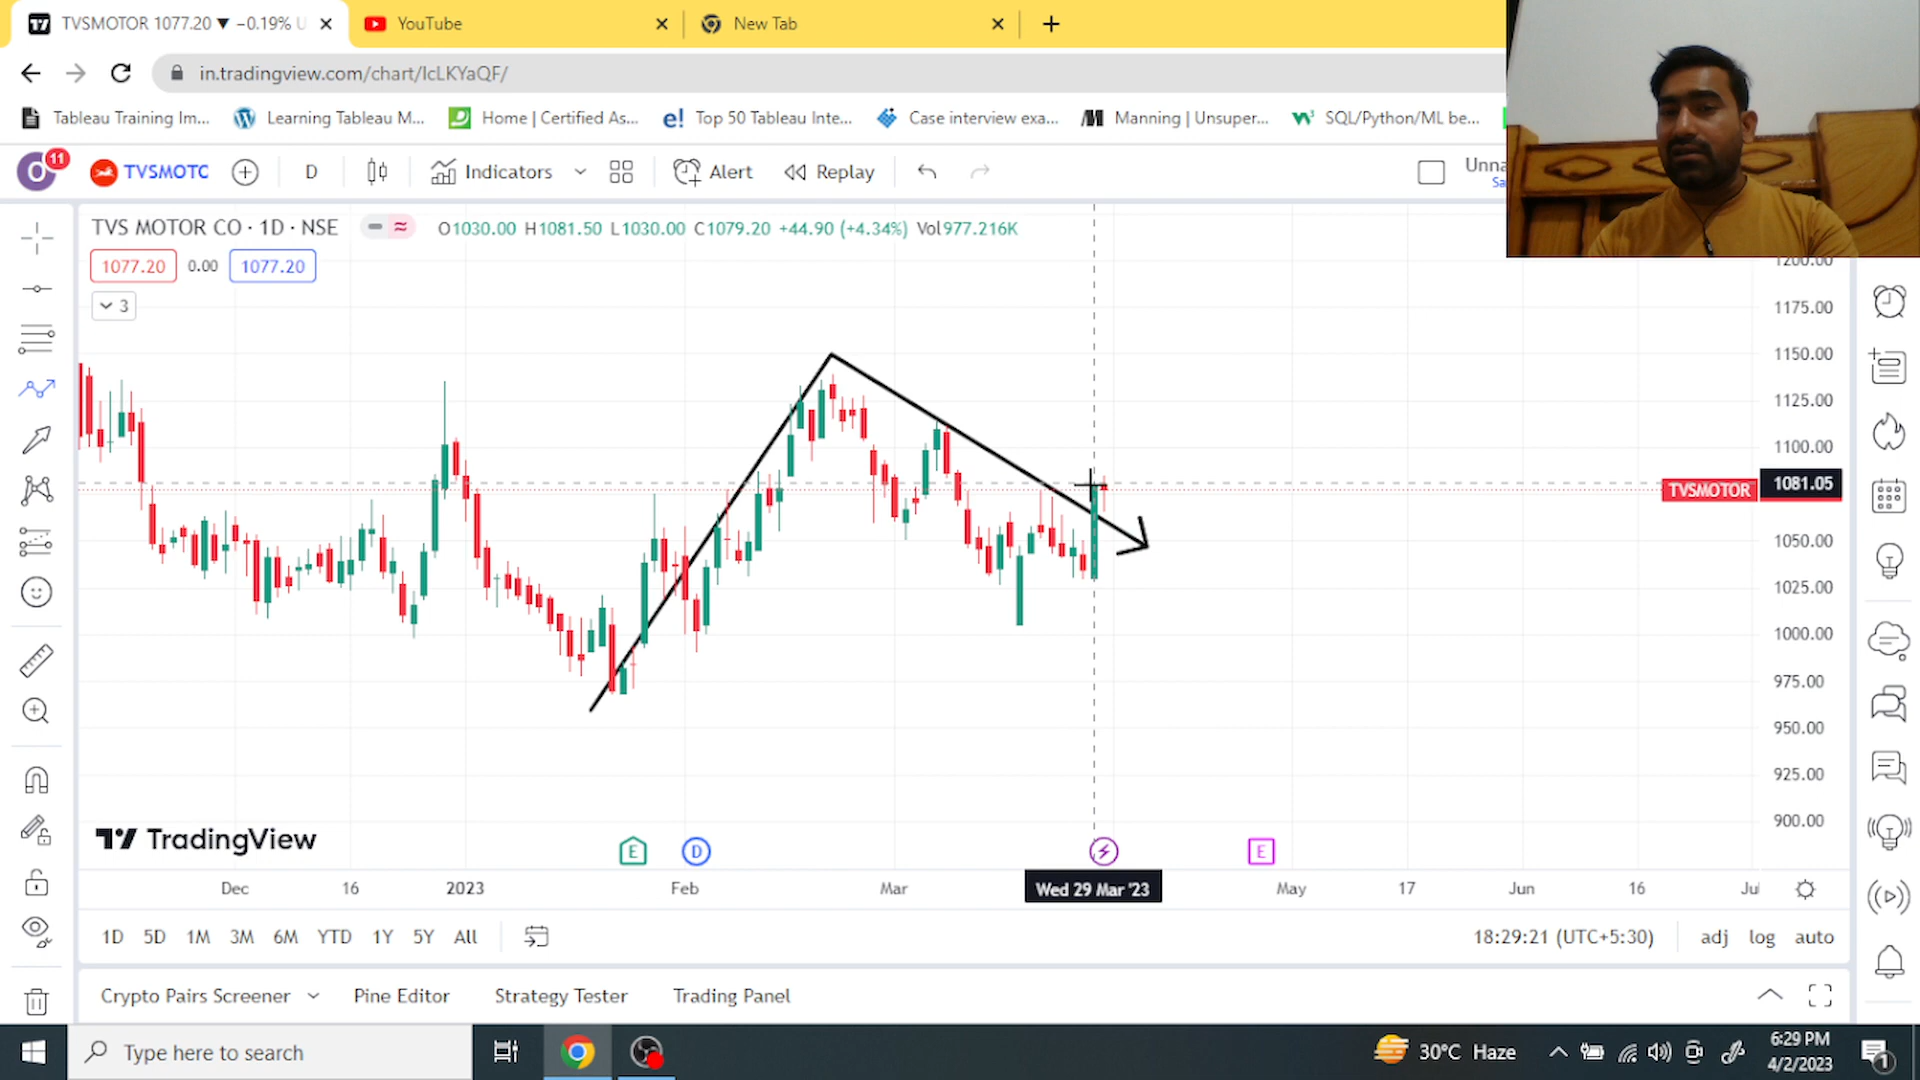 TVSMOTOR 1077.20 ▼ −0.19% U
YouTube
New Tab
in.tradingview.com/chart/IcLKYaQF/
Tableau Training Im...
Learning Tableau M...
Home | Certified As...
e! Top 50 Tableau Inte...
Case interview exa...
Manning | Unsuper...
SQL/Python/ML be...
O 11
TVSMOTC
D
Indicators
Alert
Replay
Unna
Sa
TVS MOTOR CO · 1D · NSE
O1030.00 H1081.50 L1030.00 C1079.20 +44.90 (+4.34%) Vol977.216K
1077.20 0.00 1077.20
3
1200.00
1175.00
1150.00
1125.00
1100.00
TVSMOTOR 1081.05
1050.00
1025.00
1000.00
975.00
950.00
925.00
900.00
TradingView
E D E
Dec 16 2023 Feb Mar Wed 29 Mar '23 May 17 Jun 16 Jul
1D 5D 1M 3M 6M YTD 1Y 5Y All
18:29:21 (UTC+5:30) adj log auto
Crypto Pairs Screener Pine Editor Strategy Tester Trading Panel
Type here to search
30°C Haze
6:29 PM
4/2/2023
1